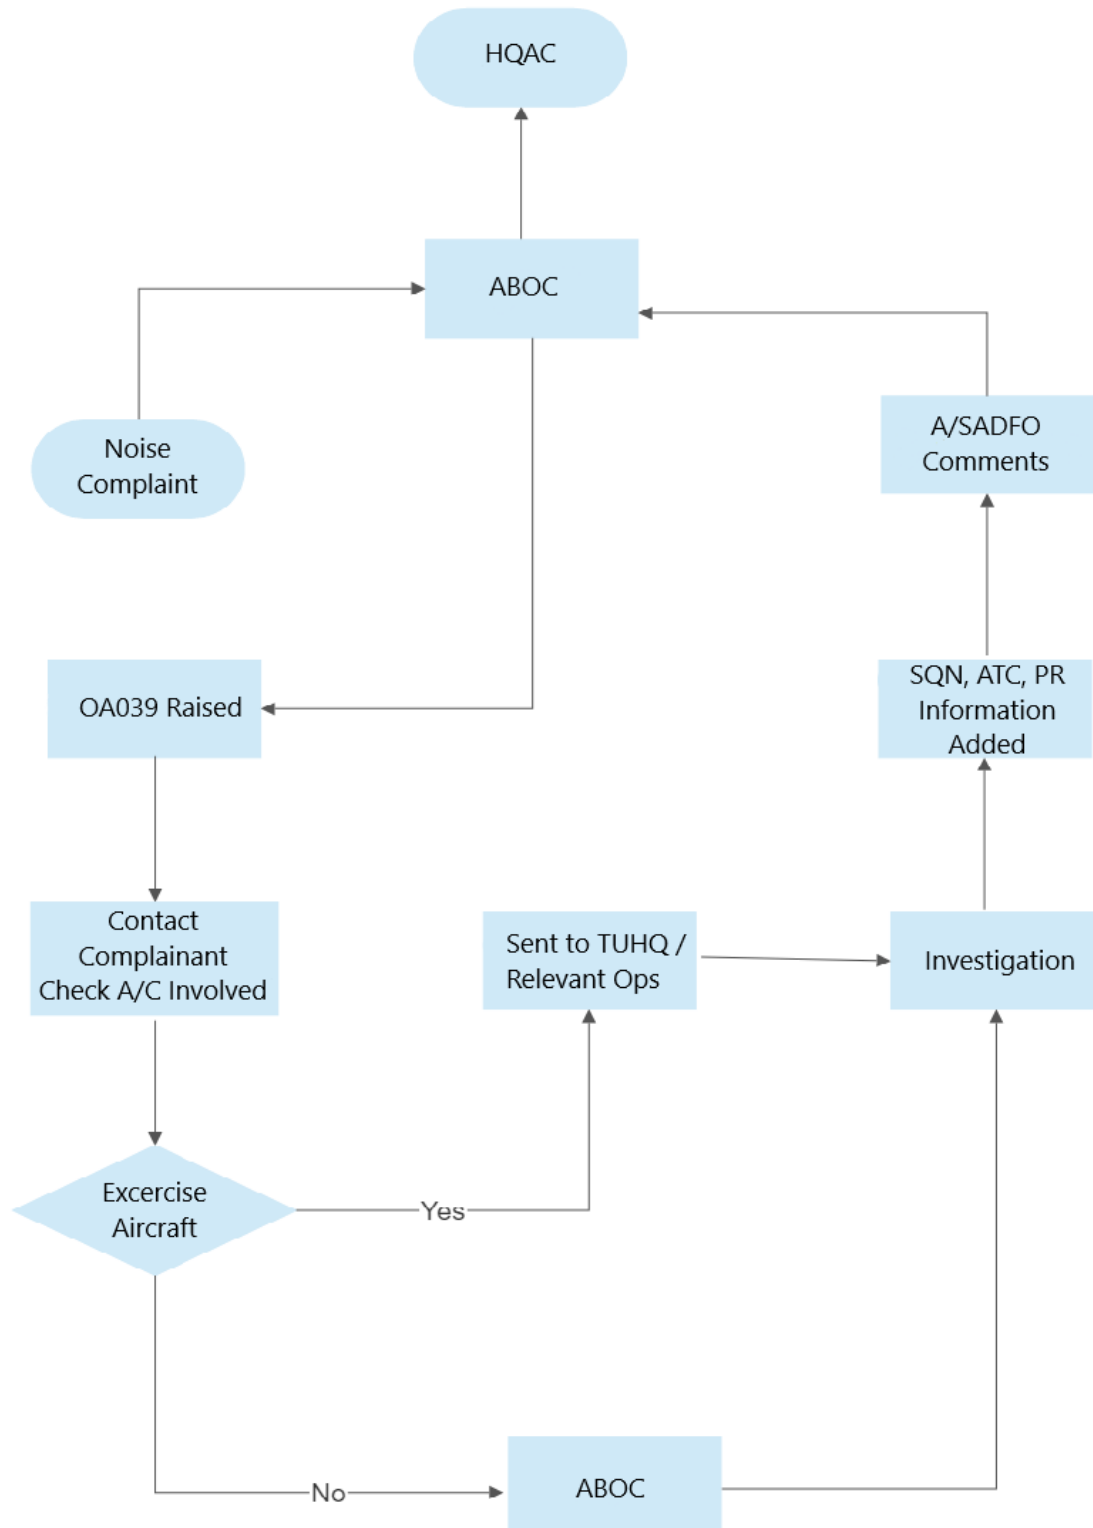 HQAC
ABOC
Noise
Complaint
A/SADFO
Comments
OA039 Raised
SQN, ATC, PR
Information
Added
Contact
Complainant
Check A/C Involved
Sent to TUHQ /
Relevant Ops
Investigation
Excercise
Aircraft
Yes
No
ABOC